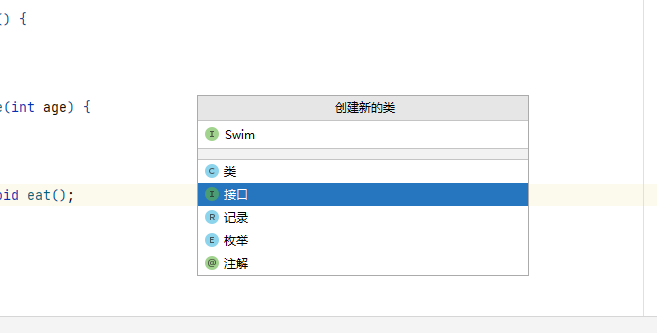 () {
e(int age) {
oid eat();
创建新的类
I Swim
C 类
I 接口
R 记录
E 枚举
@ 注解